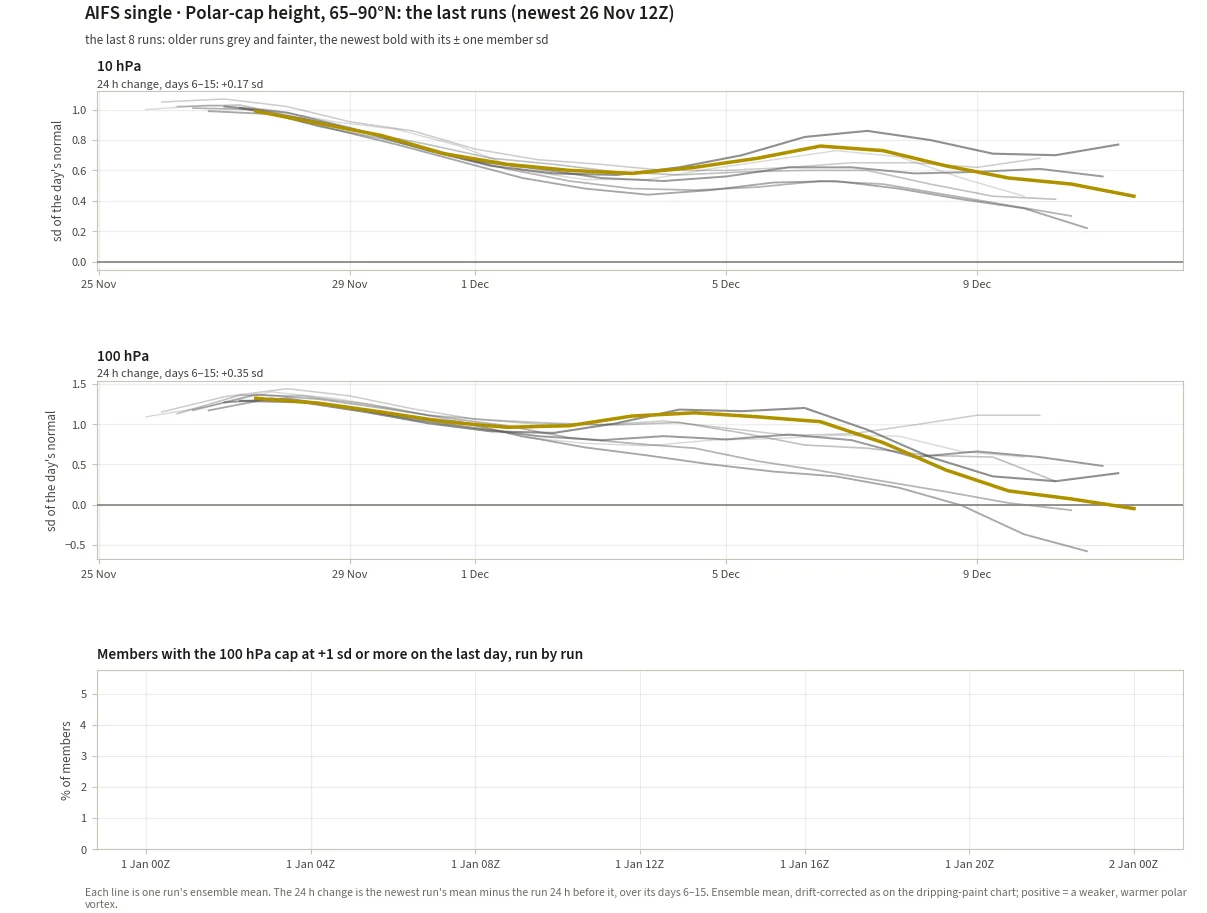 AIFS single · Polar-cap height, 65–90°N: the last runs (newest 26 Nov 12Z)
the last 8 runs: older runs grey and fainter, the newest bold with its ± one member sd
10 hPa
24 h change, days 6–15: +0.17 sd
sd of the day's normal
1.0
0.8
0.6
0.4
0.2
0.0
25 Nov
29 Nov
1 Dec
5 Dec
9 Dec
100 hPa
24 h change, days 6–15: +0.35 sd
sd of the day's normal
1.5
1.0
0.5
0.0
−0.5
25 Nov
29 Nov
1 Dec
5 Dec
9 Dec
Members with the 100 hPa cap at +1 sd or more on the last day, run by run
% of members
5
4
3
2
1
0
1 Jan 00Z
1 Jan 04Z
1 Jan 08Z
1 Jan 12Z
1 Jan 16Z
1 Jan 20Z
2 Jan 00Z
Each line is one run's ensemble mean. The 24 h change is the newest run's mean minus the run 24 h before it, over its days 6–15. Ensemble mean, drift-corrected as on the dripping-paint chart; positive = a weaker, warmer polar
vortex.